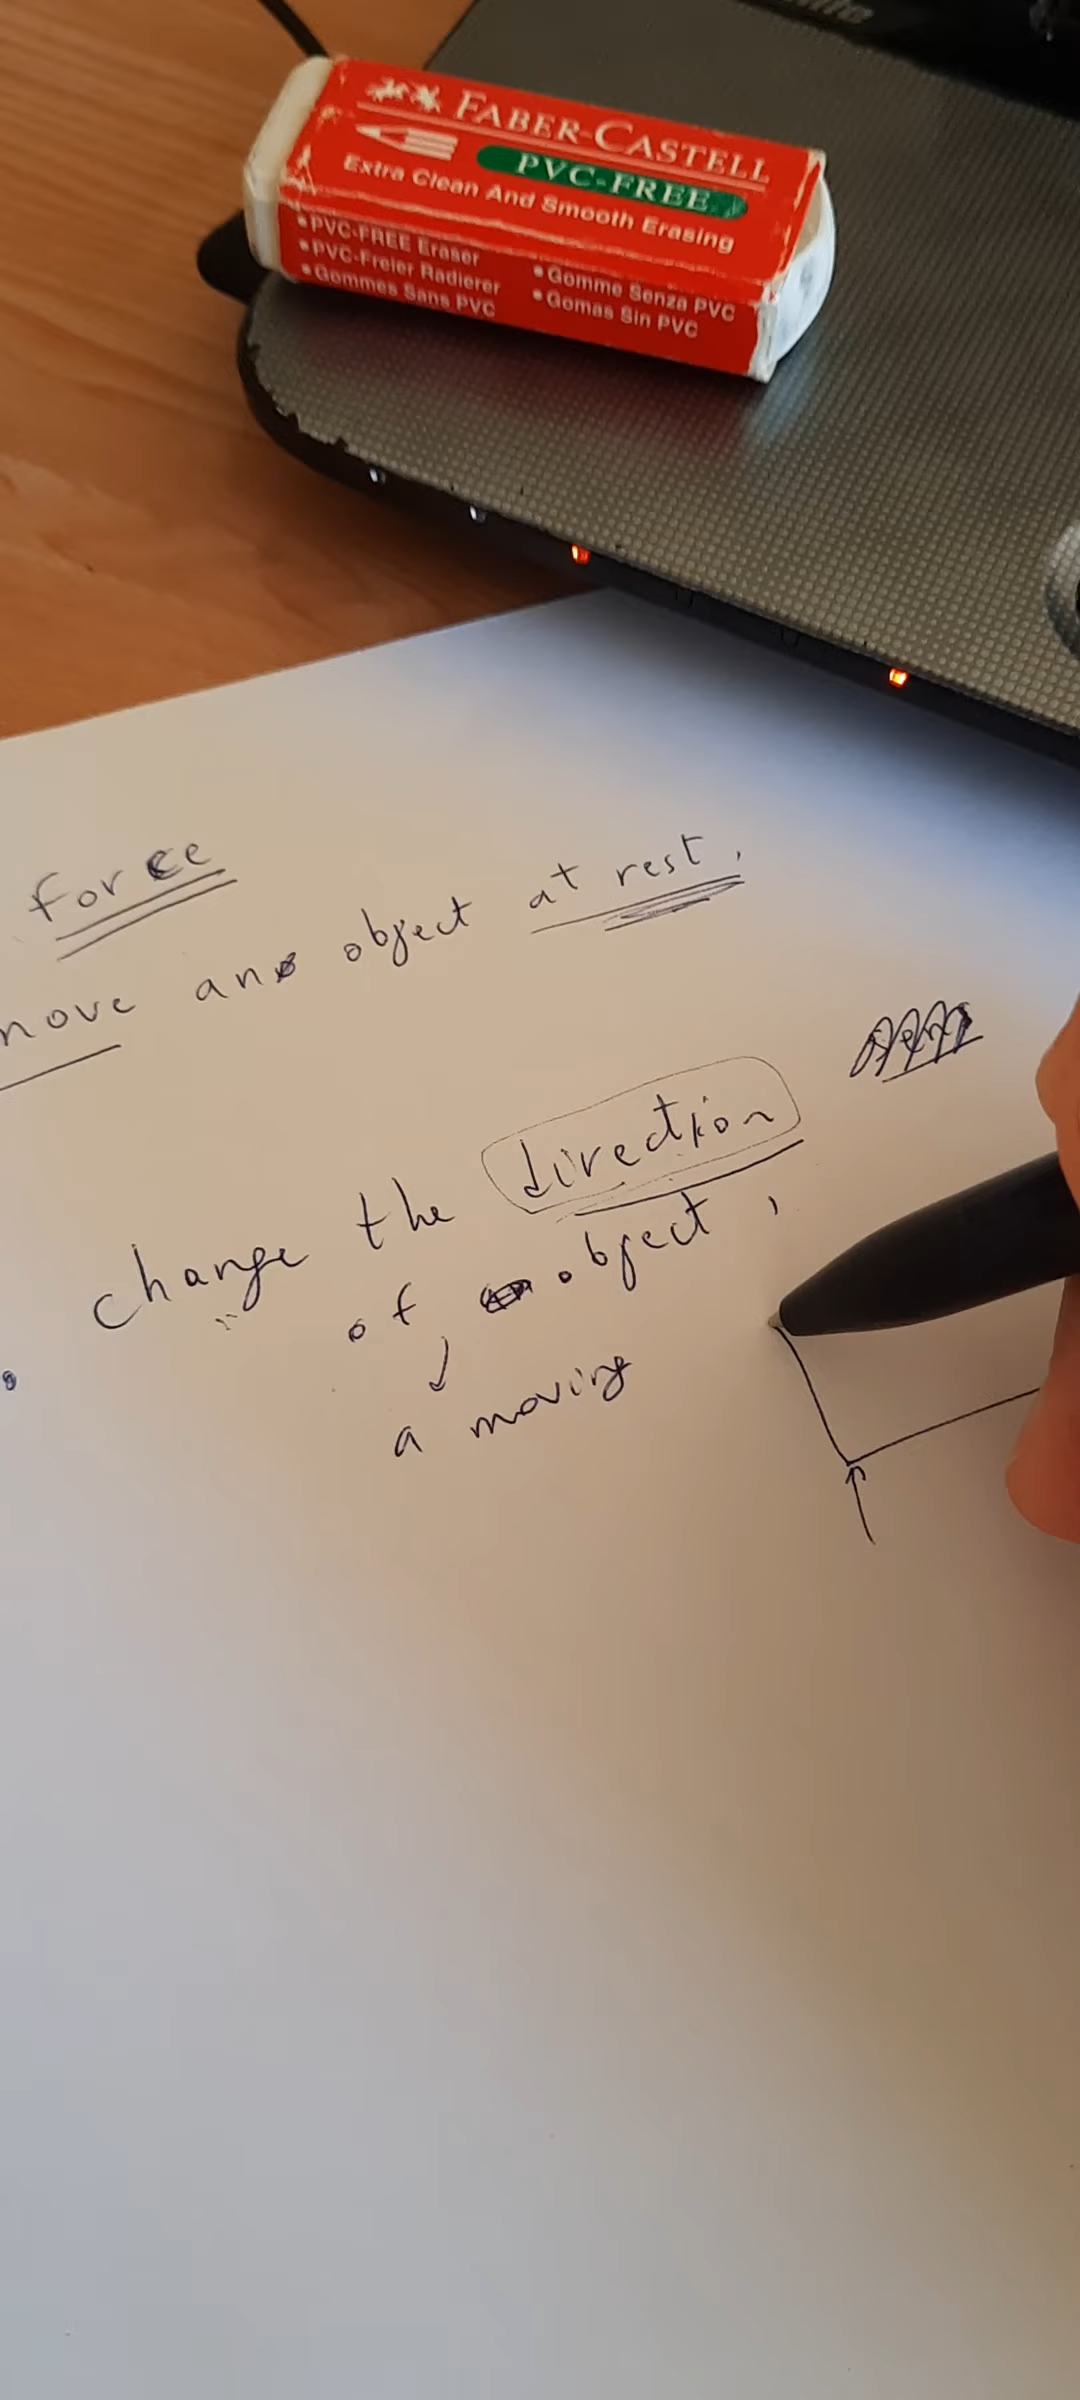 FABER-CASTELL
PVC-FREE
Extra Clean And Smooth Erasing
•PVC-FREE Eraser
•PVC-Freier Radierer
•Gommes Sans PVC
•Gomme Senza PVC
•Gomas Sin PVC
force
move an object at rest,
change the direction
of object,
a moving